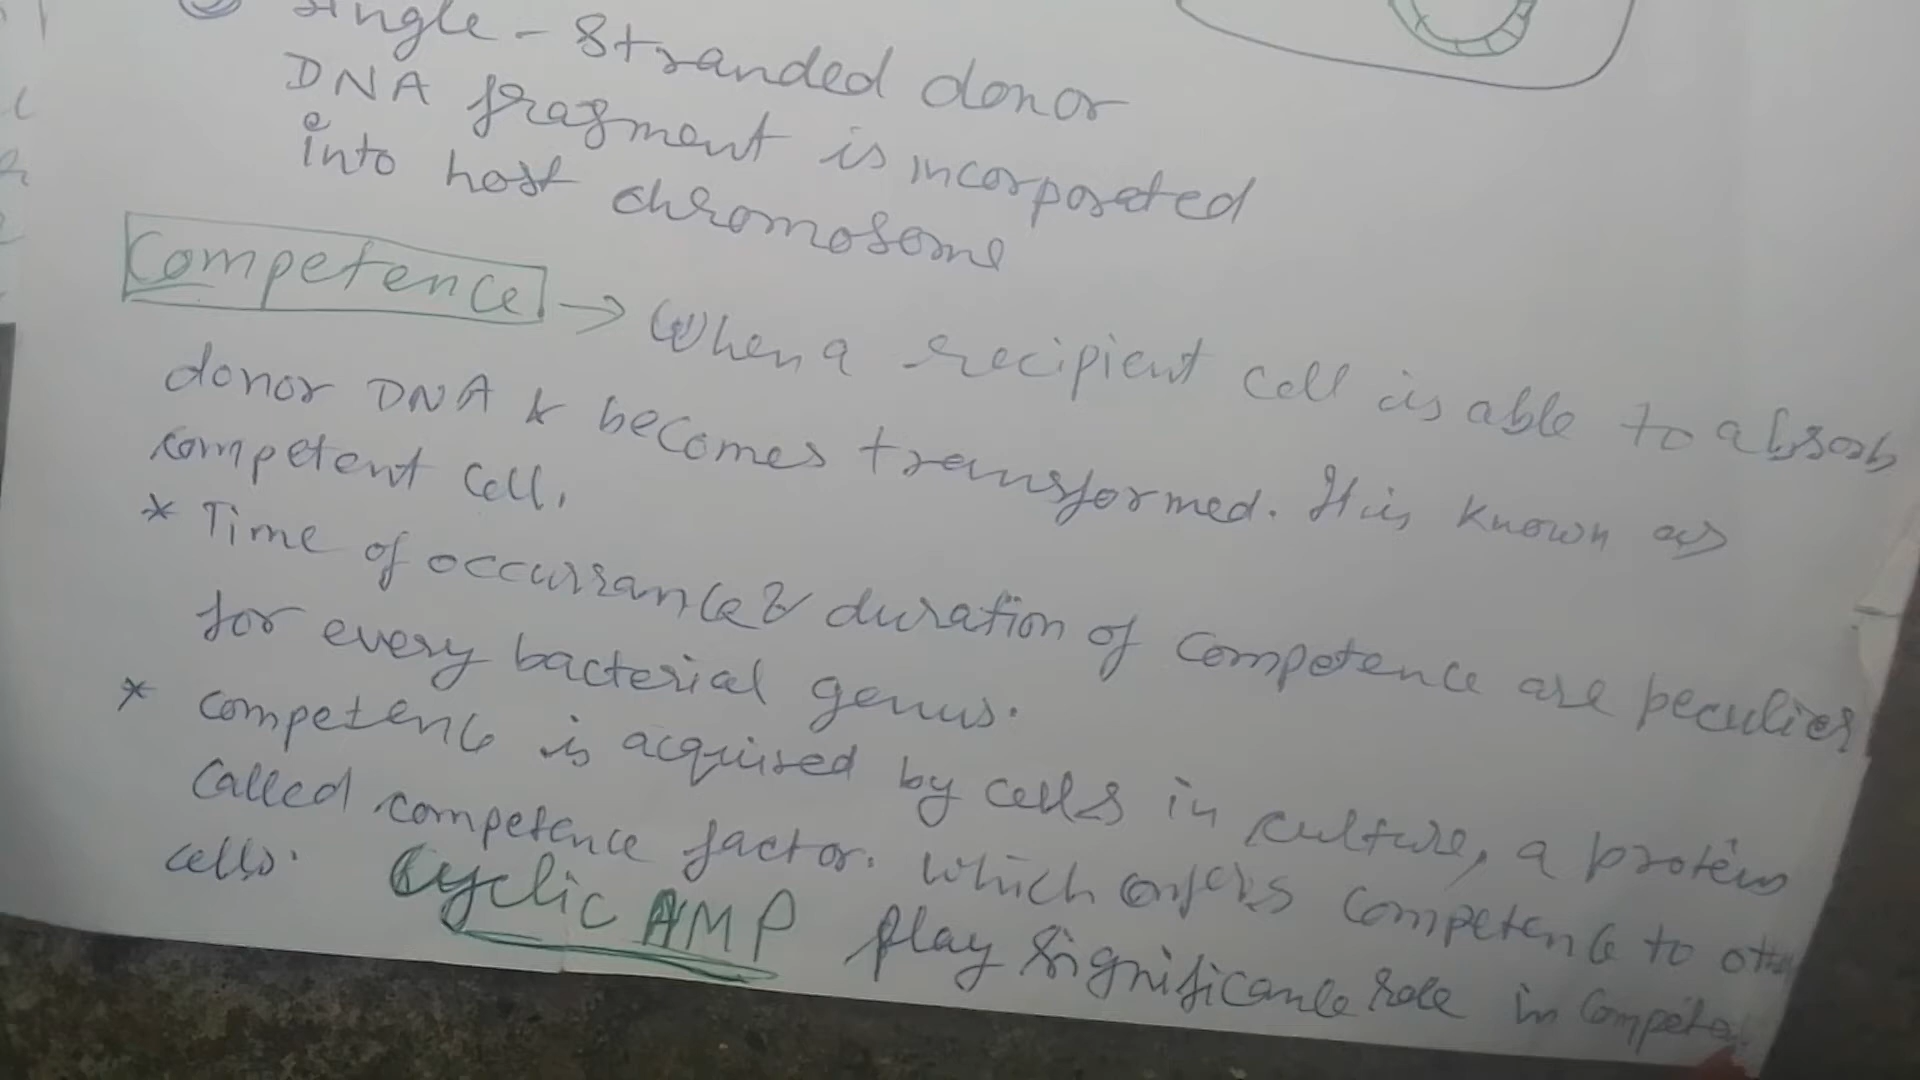 Single - Stranded donor
DNA fragment is incorporated
into host chromosome
Competence → When a recipient cell is able to absorb
donor DNA & becomes transformed. It is known as
competent cell.
* Time of occurrance & duration of competence are peculier
for every bacterial genus.
* competence is acquired by cells in culture, a protein
called competence factor. which confers competence to other
cells. Cyclic AMP play significance role in